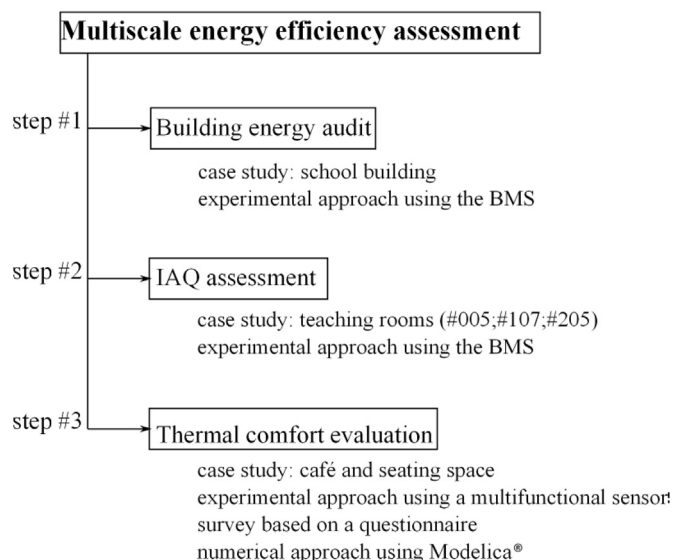 Multiscale energy efficiency assessment
step #1
Building energy audit
case study: school building
experimental approach using the BMS
step #2
IAQ assessment
case study: teaching rooms (#005;#107;#205)
experimental approach using the BMS
step #3
Thermal comfort evaluation
case study: café and seating space
experimental approach using a multifunctional sensor
survey based on a questionnaire
numerical approach using Modelica®